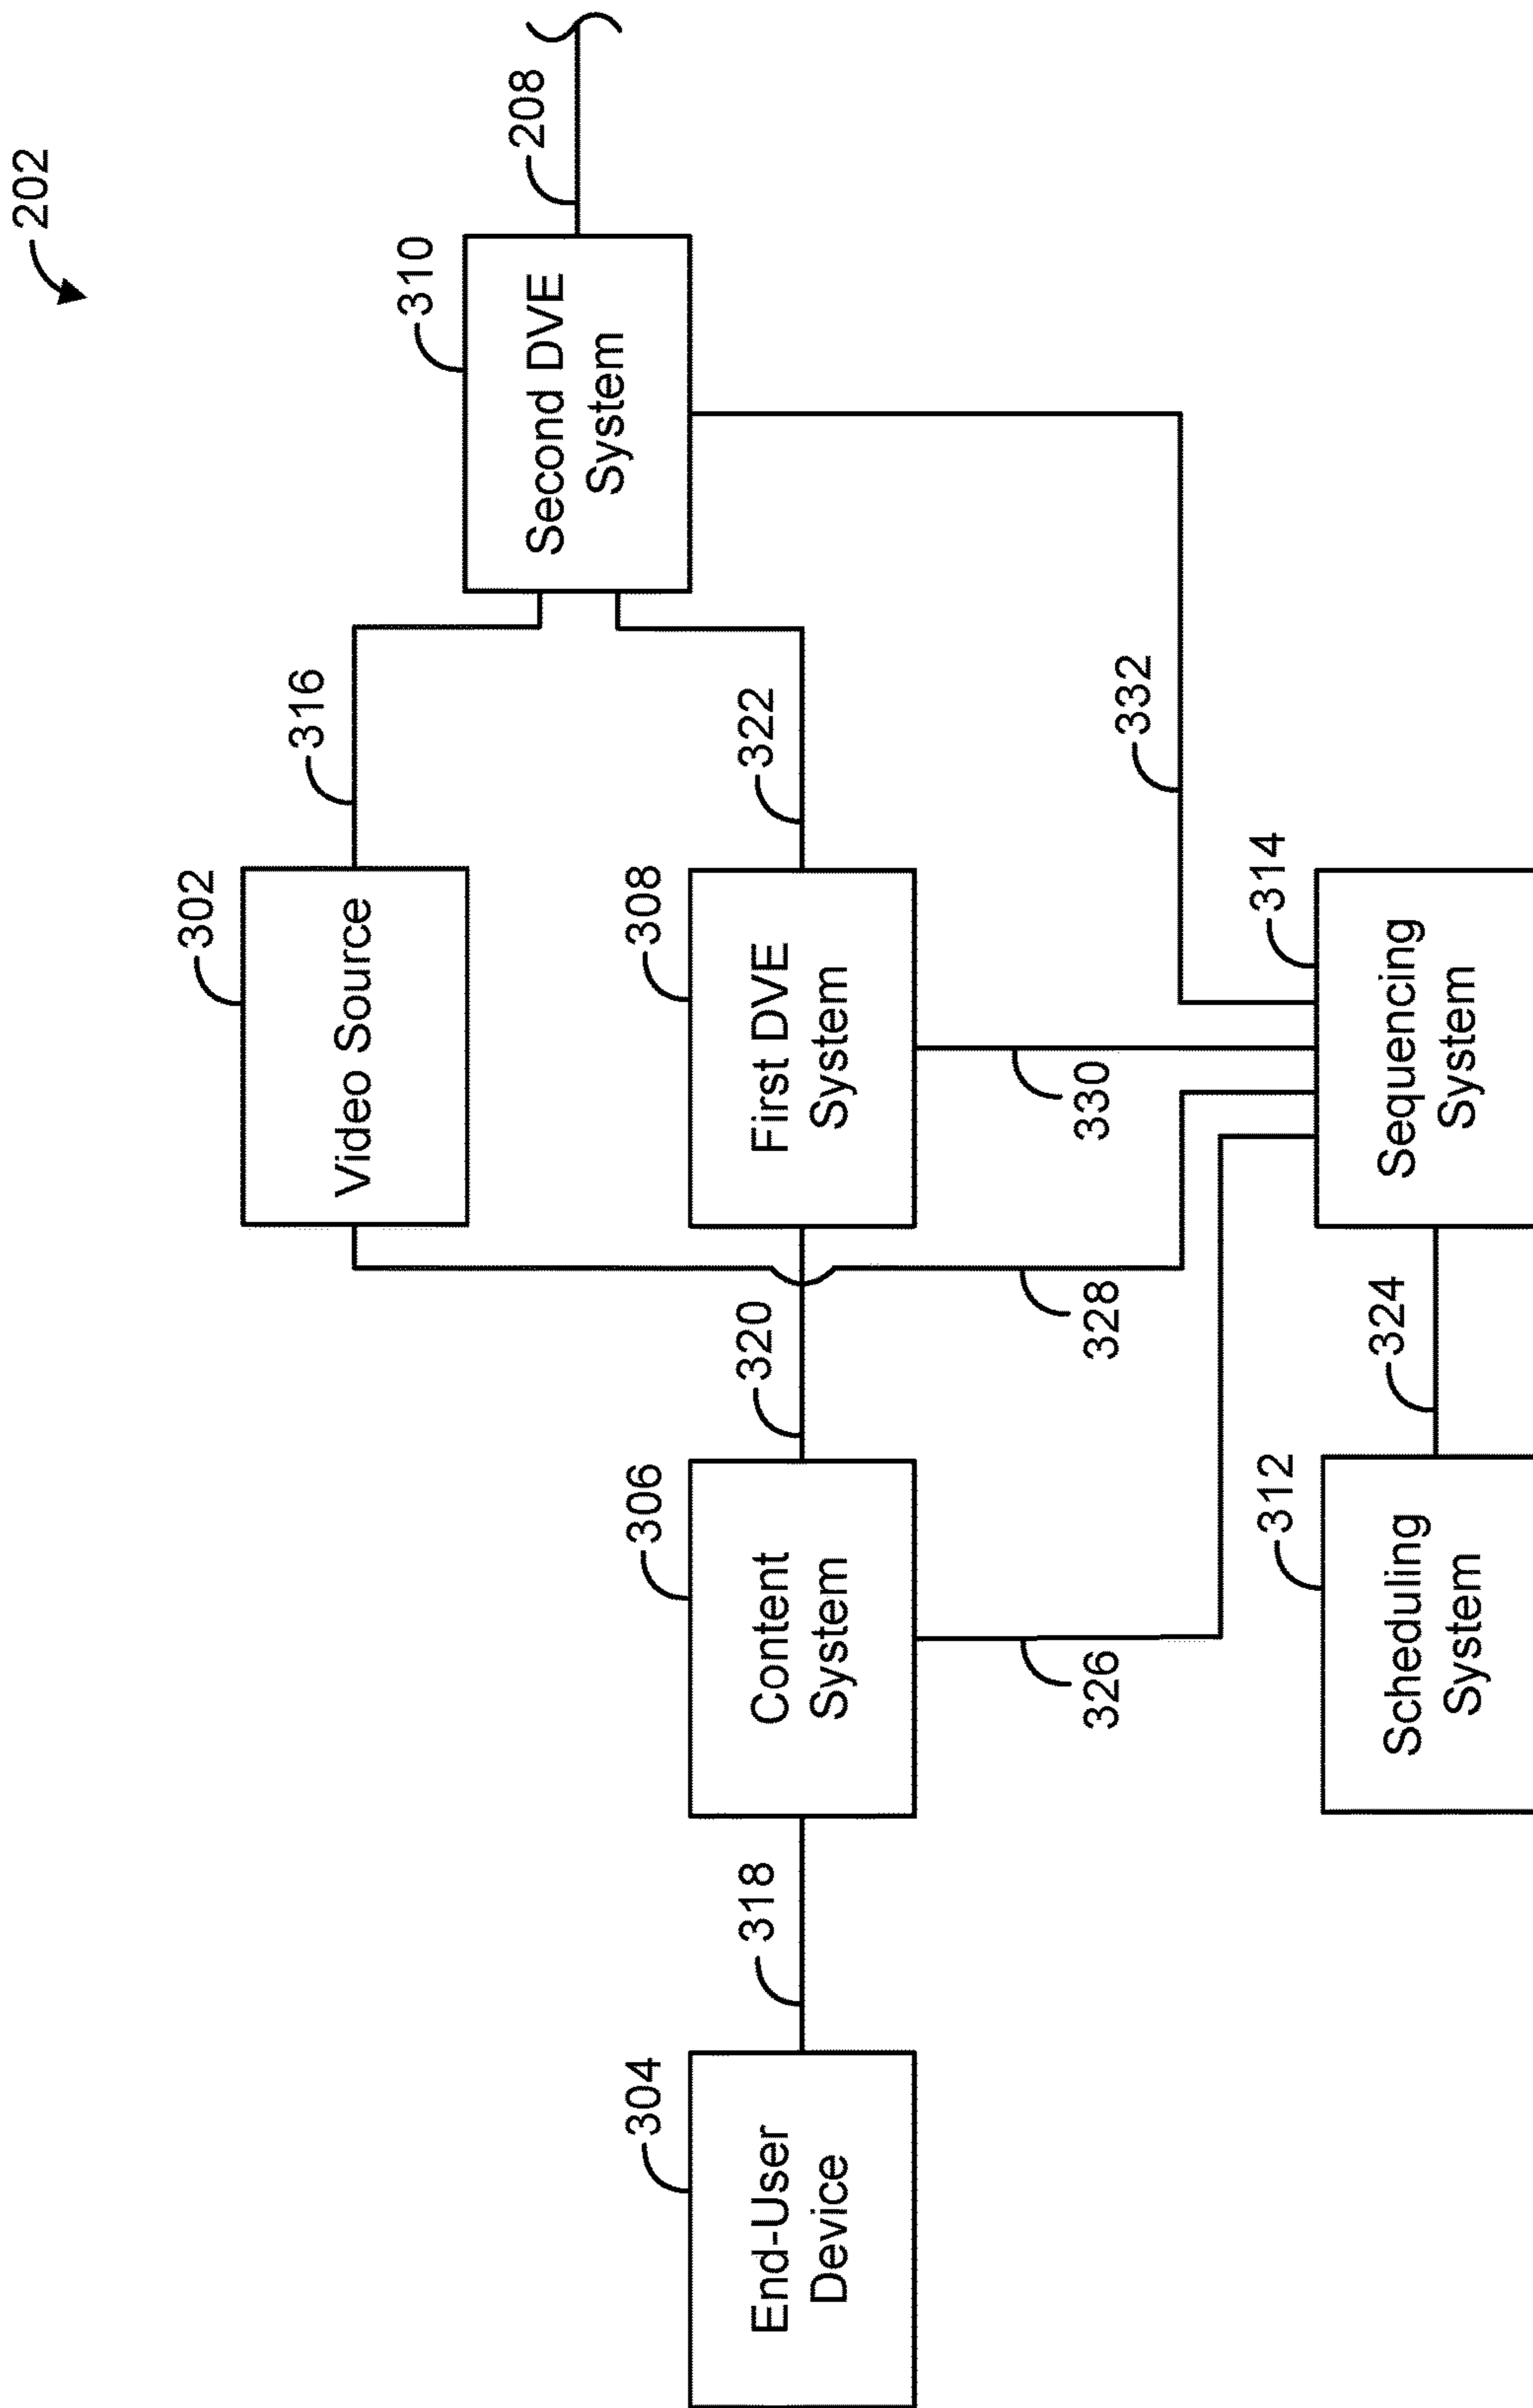 202
302
Video Source
316
310
Second DVE
System
208
304
End-User
Device
318
306
Content
System
320
308
First DVE
System
322
326
328
330
332
312
Scheduling
System
324
314
Sequencing
System